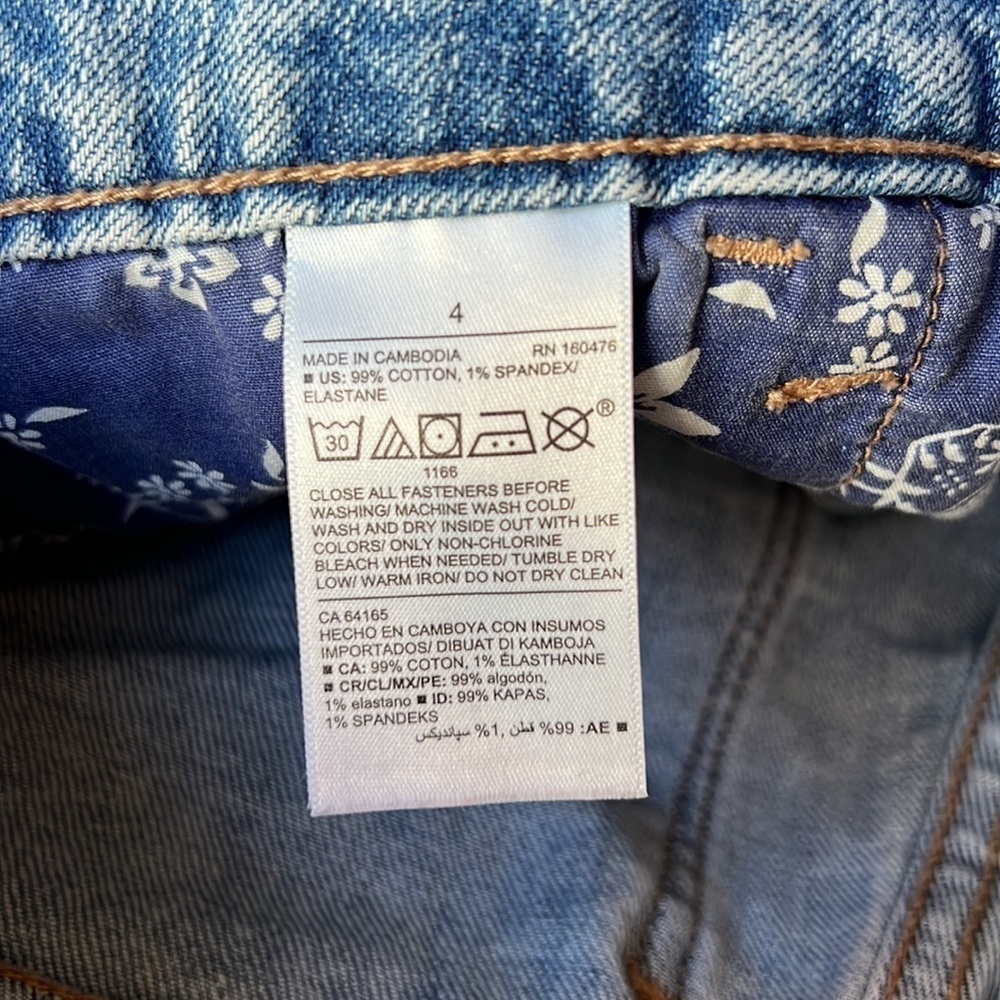 4
MADE IN CAMBODIA RN 160476
US: 99% COTTON, 1% SPANDEX/
ELASTANE
30
®
1166
CLOSE ALL FASTENERS BEFORE
WASHING/ MACHINE WASH COLD/
WASH AND DRY INSIDE OUT WITH LIKE
COLORS/ ONLY NON-CHLORINE
BLEACH WHEN NEEDED/ TUMBLE DRY
LOW/ WARM IRON/ DO NOT DRY CLEAN
CA 64165
HECHO EN CAMBOYA CON INSUMOS
IMPORTADOS/ DIBUAT DI KAMBOJA
CA: 99% COTON, 1% ÉLASTHANNE
CR/CL/MX/PE: 99% algodón,
1% elastano ID: 99% KAPAS,
1% SPANDEKS
AE: 99% قطن, 1% سپانديكس